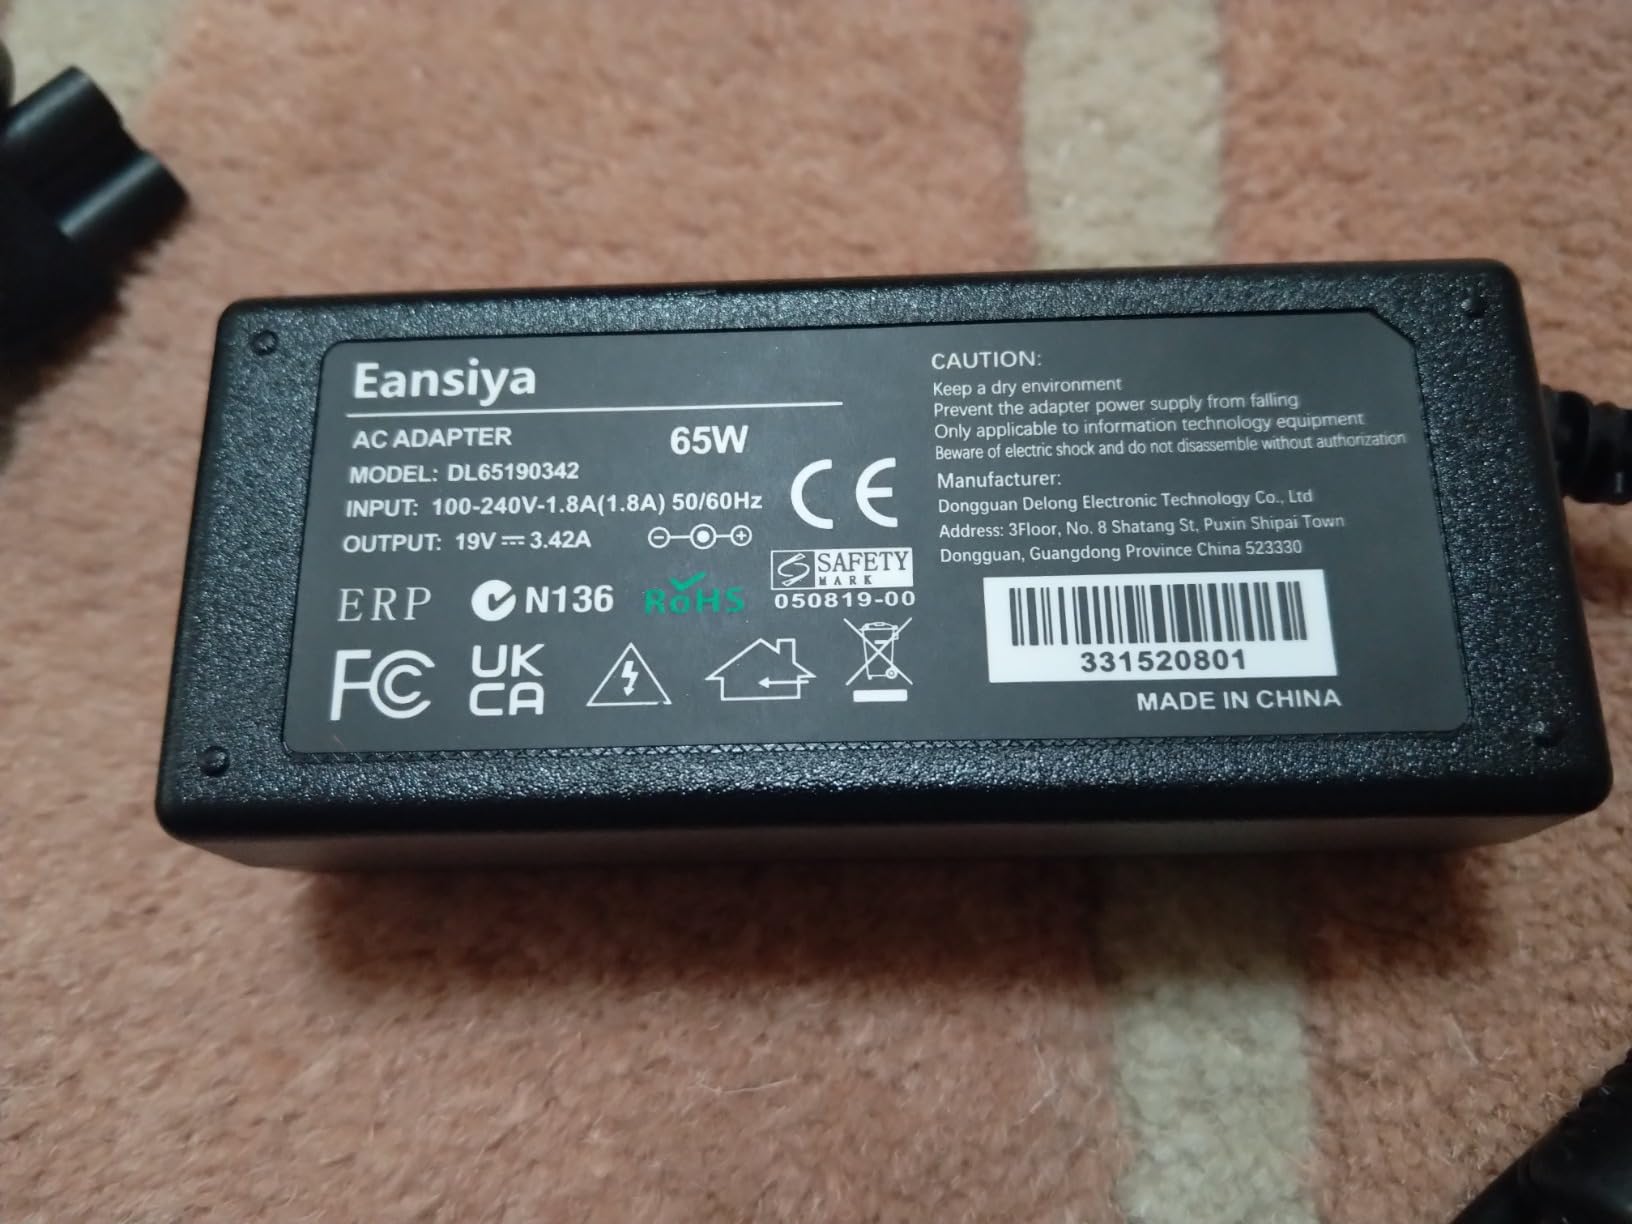 Eansiya
AC ADAPTER
65W
MODEL: DL65190342
INPUT: 100-240V-1.8A(1.8A) 50/60Hz
OUTPUT: 19V⎓3.42A
CE
SAFETY
MARK
050819-00
ERP
N136
RoHS
FC
UK
CA
CAUTION:
Keep a dry environment
Prevent the adapter power supply from falling
Only applicable to information technology equipment
Beware of electric shock and do not disassemble without authorization
Manufacturer:
Dongguan Delong Electronic Technology Co., Ltd
Address: 3Floor, No. 8 Shatang St, Puxin Shipai Town
Dongguan, Guangdong Province China 523330
331520801
MADE IN CHINA